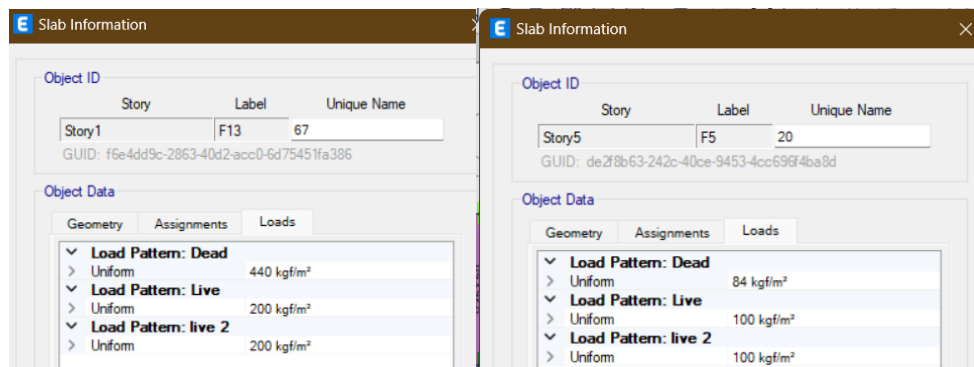 Slab Information
Object ID
Story Label Unique Name
Story1 F13 67
GUID: f6e4dd9c-2863-40d2-acc0-6d75451fa386
Object Data
Geometry Assignments Loads
Load Pattern: Dead
Uniform 440 kgf/m²
Load Pattern: Live
Uniform 200 kgf/m²
Load Pattern: live 2
Uniform 200 kgf/m²
Slab Information
Object ID
Story Label Unique Name
Story5 F5 20
GUID: de2f8b63-242c-40ce-9453-4cc696f4ba8d
Object Data
Geometry Assignments Loads
Load Pattern: Dead
Uniform 84 kgf/m²
Load Pattern: Live
Uniform 100 kgf/m²
Load Pattern: live 2
Uniform 100 kgf/m²